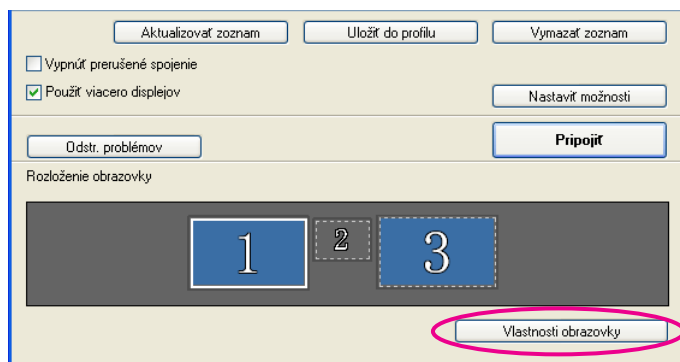 Aktualizovať zoznam Uložiť do profilu Vymazať zoznam
Vypnúť prerušené spojenie
Použiť viacero displejov Nastaviť možnosti
Odstr. problémov Pripojiť
Rozloženie obrazovky
1 2 3
Vlastnosti obrazovky